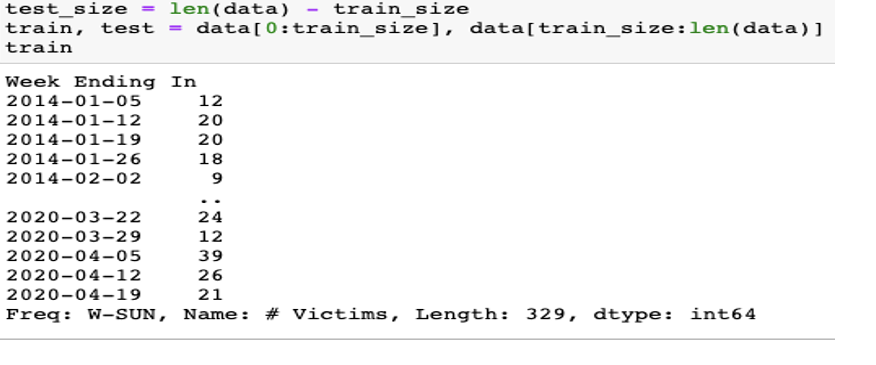 test_size = len(data) - train_size
train, test = data[0:train_size], data[train_size:len(data)]
train
Week Ending In
2014-01-05 12
2014-01-12 20
2014-01-19 20
2014-01-26 18
2014-02-02 9
..
2020-03-22 24
2020-03-29 12
2020-04-05 39
2020-04-12 26
2020-04-19 21
Freq: W-SUN, Name: # Victims, Length: 329, dtype: int64